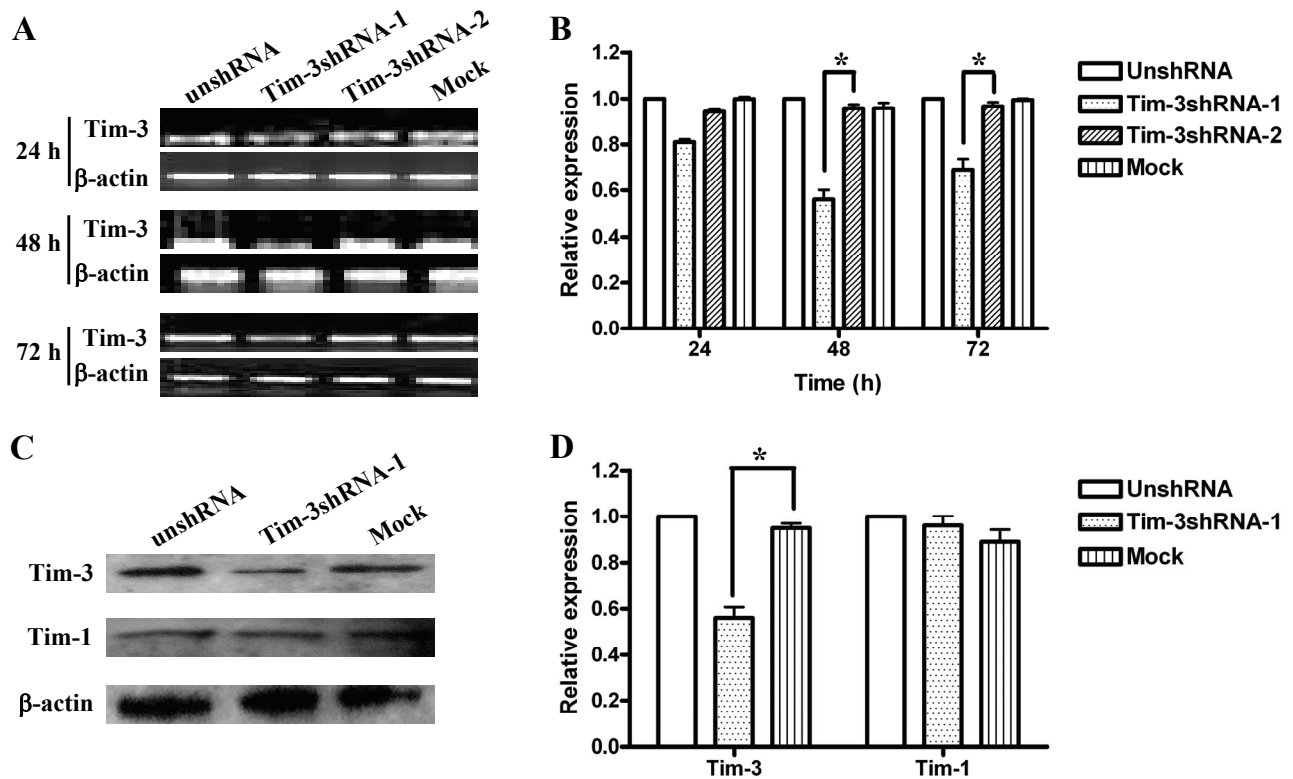 A
unshRNA
Tim-3shRNA-1
Tim-3shRNA-2
Mock
24 h
Tim-3
β-actin
48 h
Tim-3
β-actin
72 h
Tim-3
β-actin
B
Relative expression
1.2
1.0
0.8
0.6
0.4
0.2
0.0
*
*
24
48
72
Time (h)
UnshRNA
Tim-3shRNA-1
Tim-3shRNA-2
Mock
C
unshRNA
Tim-3shRNA-1
Mock
Tim-3
Tim-1
β-actin
D
Relative expression
1.2
1.0
0.8
0.6
0.4
0.2
0.0
*
Tim-3
Tim-1
UnshRNA
Tim-3shRNA-1
Mock